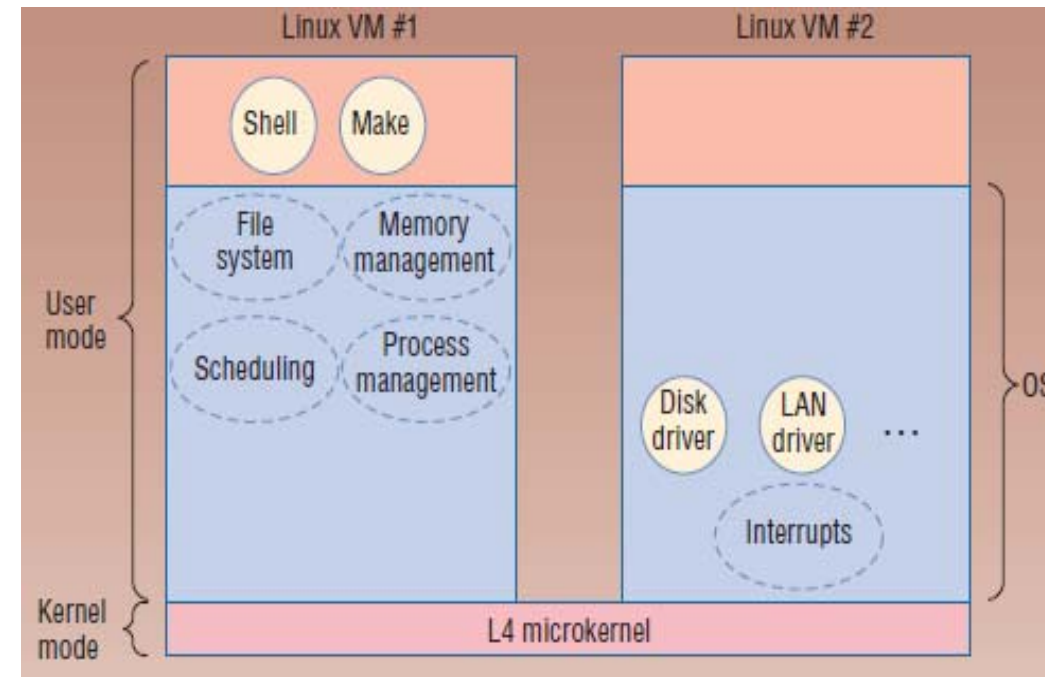 Linux VM #1
Linux VM #2
Shell
Make
File
system
Memory
management
User
mode
Scheduling
Process
management
OS
Disk
driver
LAN
driver
...
Interrupts
Kernel
mode
L4 microkernel